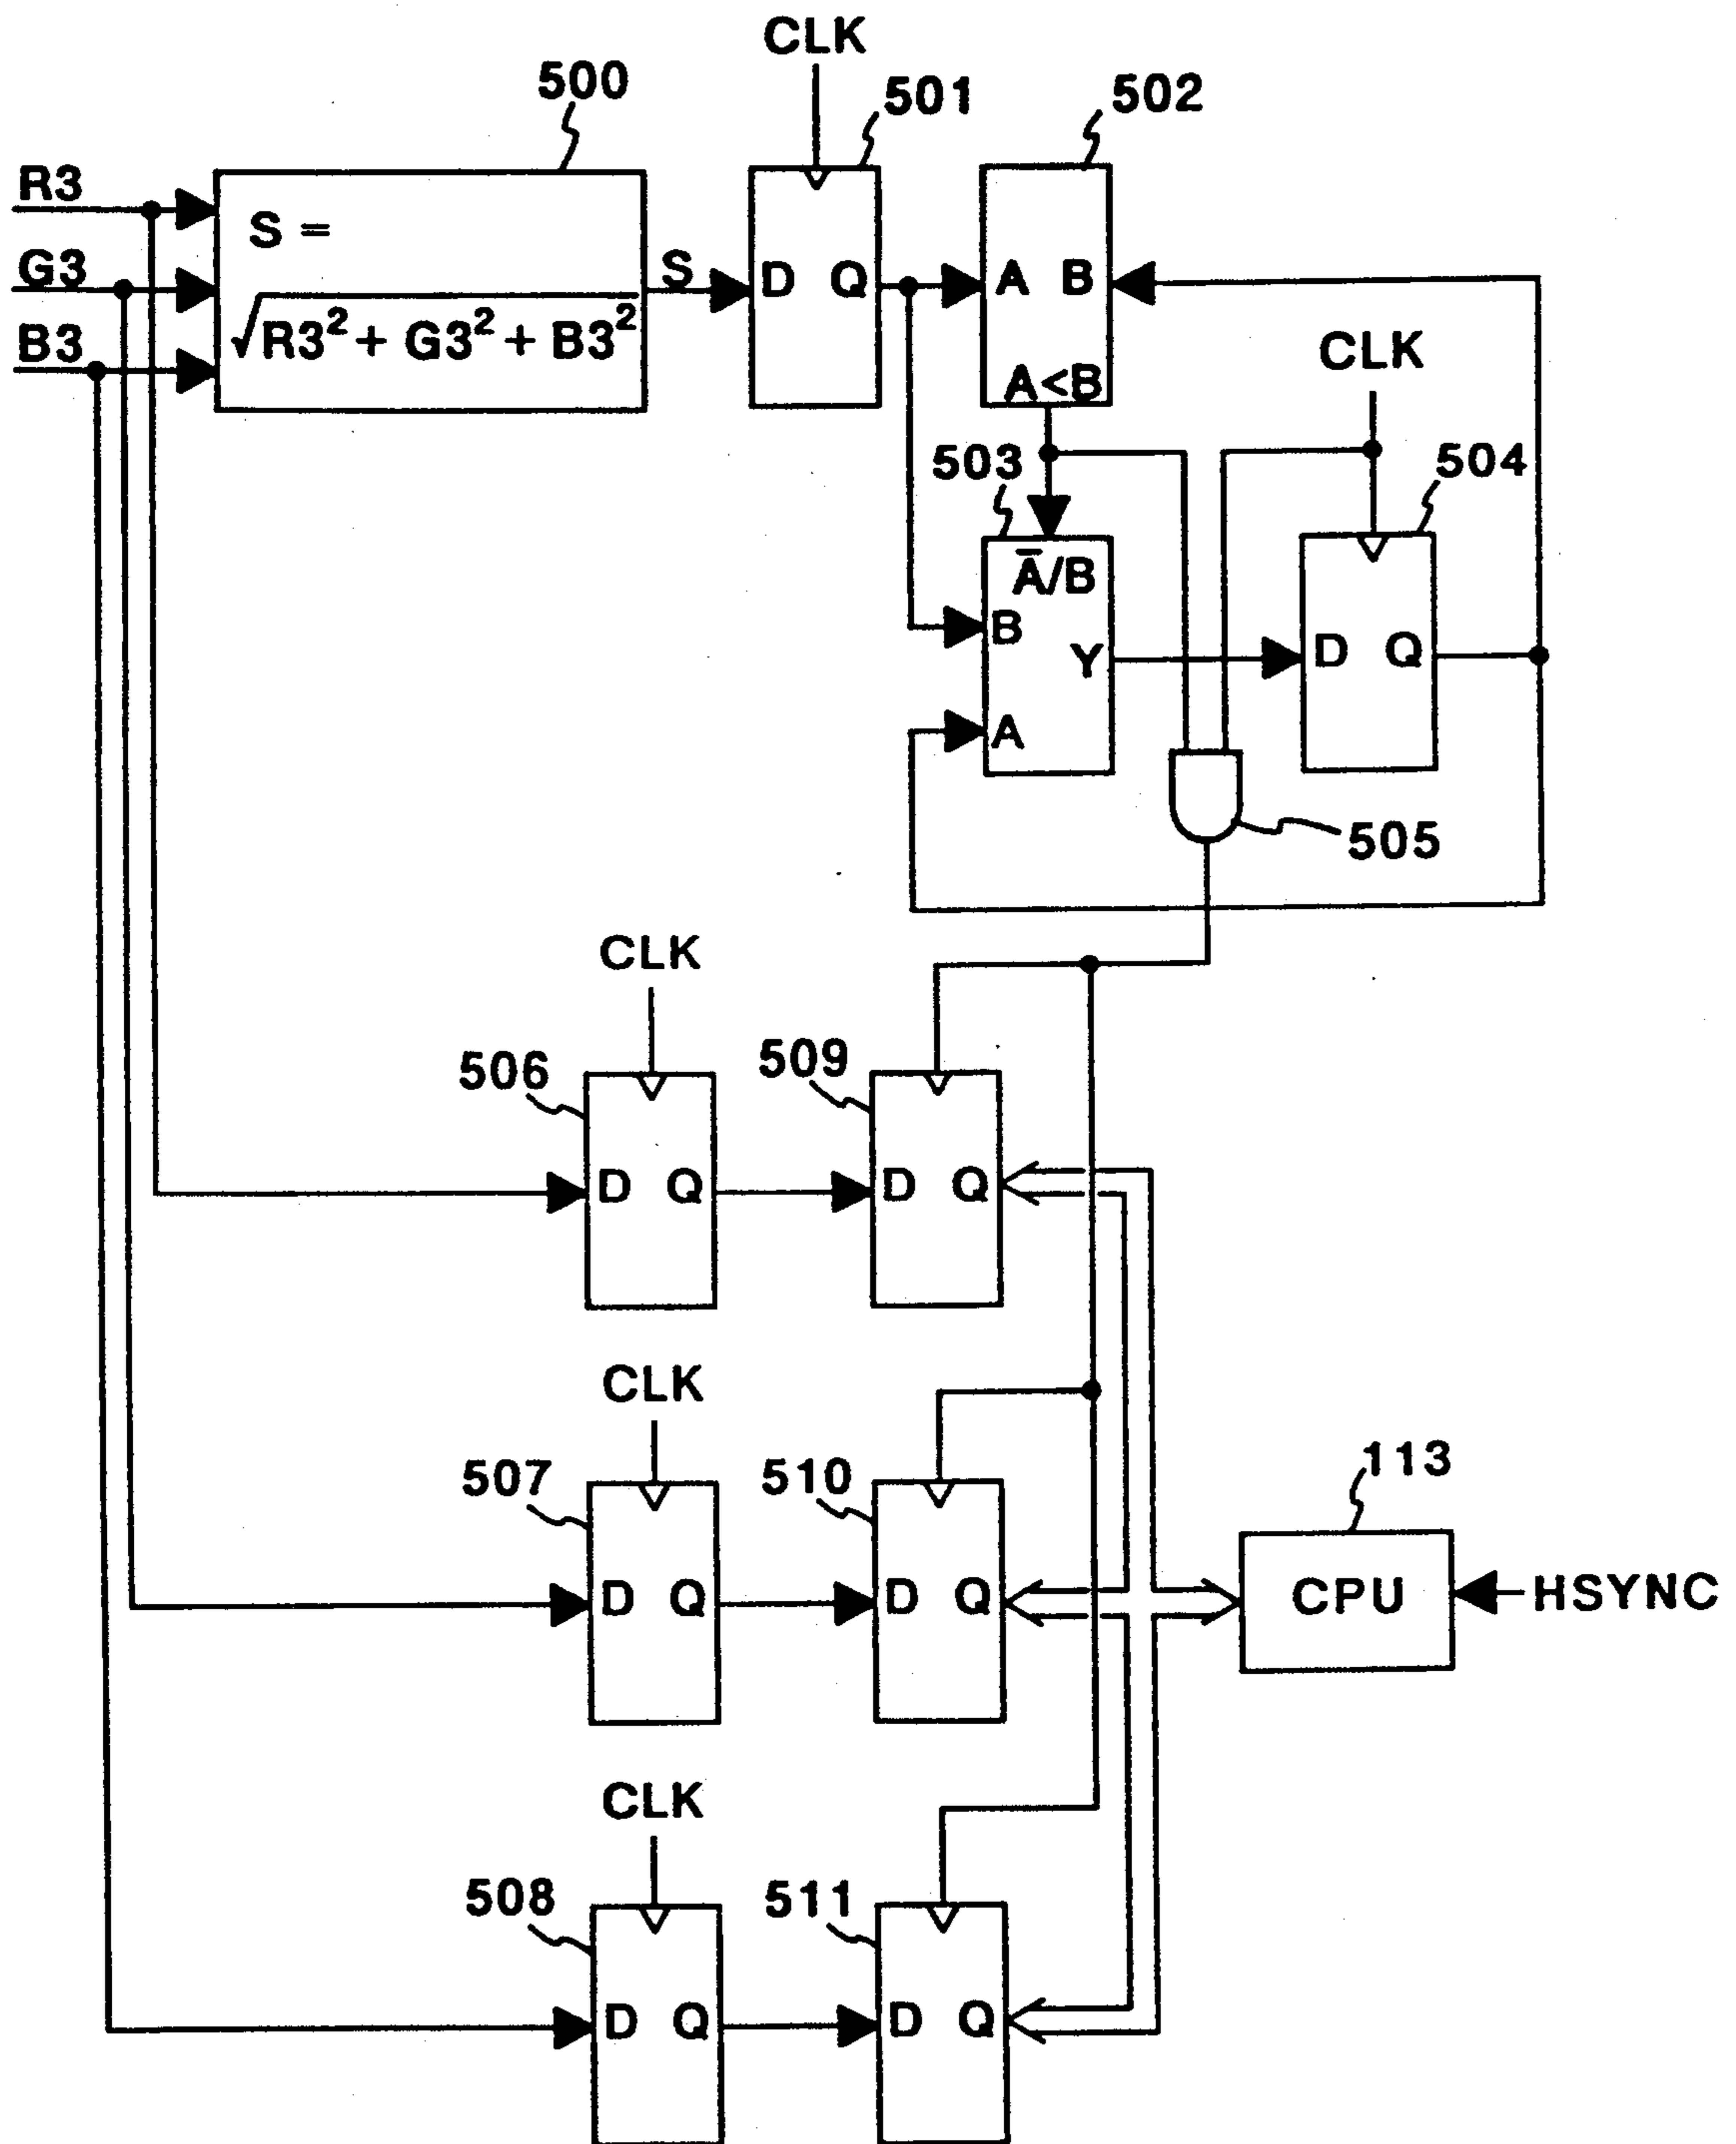 CLK
500
501
502
R3
G3
B3
S =
√R3² + G3² + B3²
S
D Q
A B
A<B
CLK
503
504
A̅/B
B
Y
A
D Q
505
CLK
506
509
D Q
D Q
CLK
507
510
D Q
D Q
113
CPU
HSYNC
CLK
508
511
D Q
D Q